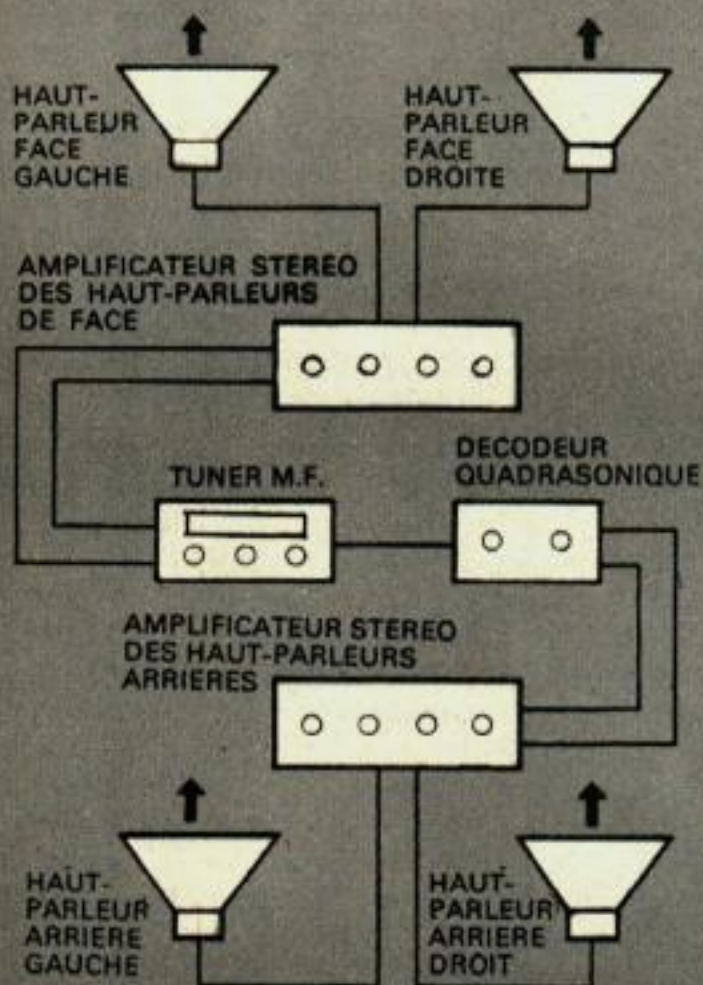 HAUT-
PARLEUR
FACE
GAUCHE
HAUT-
PARLEUR
FACE
DROITE
AMPLIFICATEUR STEREO
DES HAUT-PARLEURS
DE FACE
TUNER M.F.
DECODEUR
QUADRASONIQUE
AMPLIFICATEUR STEREO
DES HAUT-PARLEURS
ARRIERES
HAUT-
PARLEUR
ARRIERE
GAUCHE
HAUT-
PARLEUR
ARRIERE
DROIT